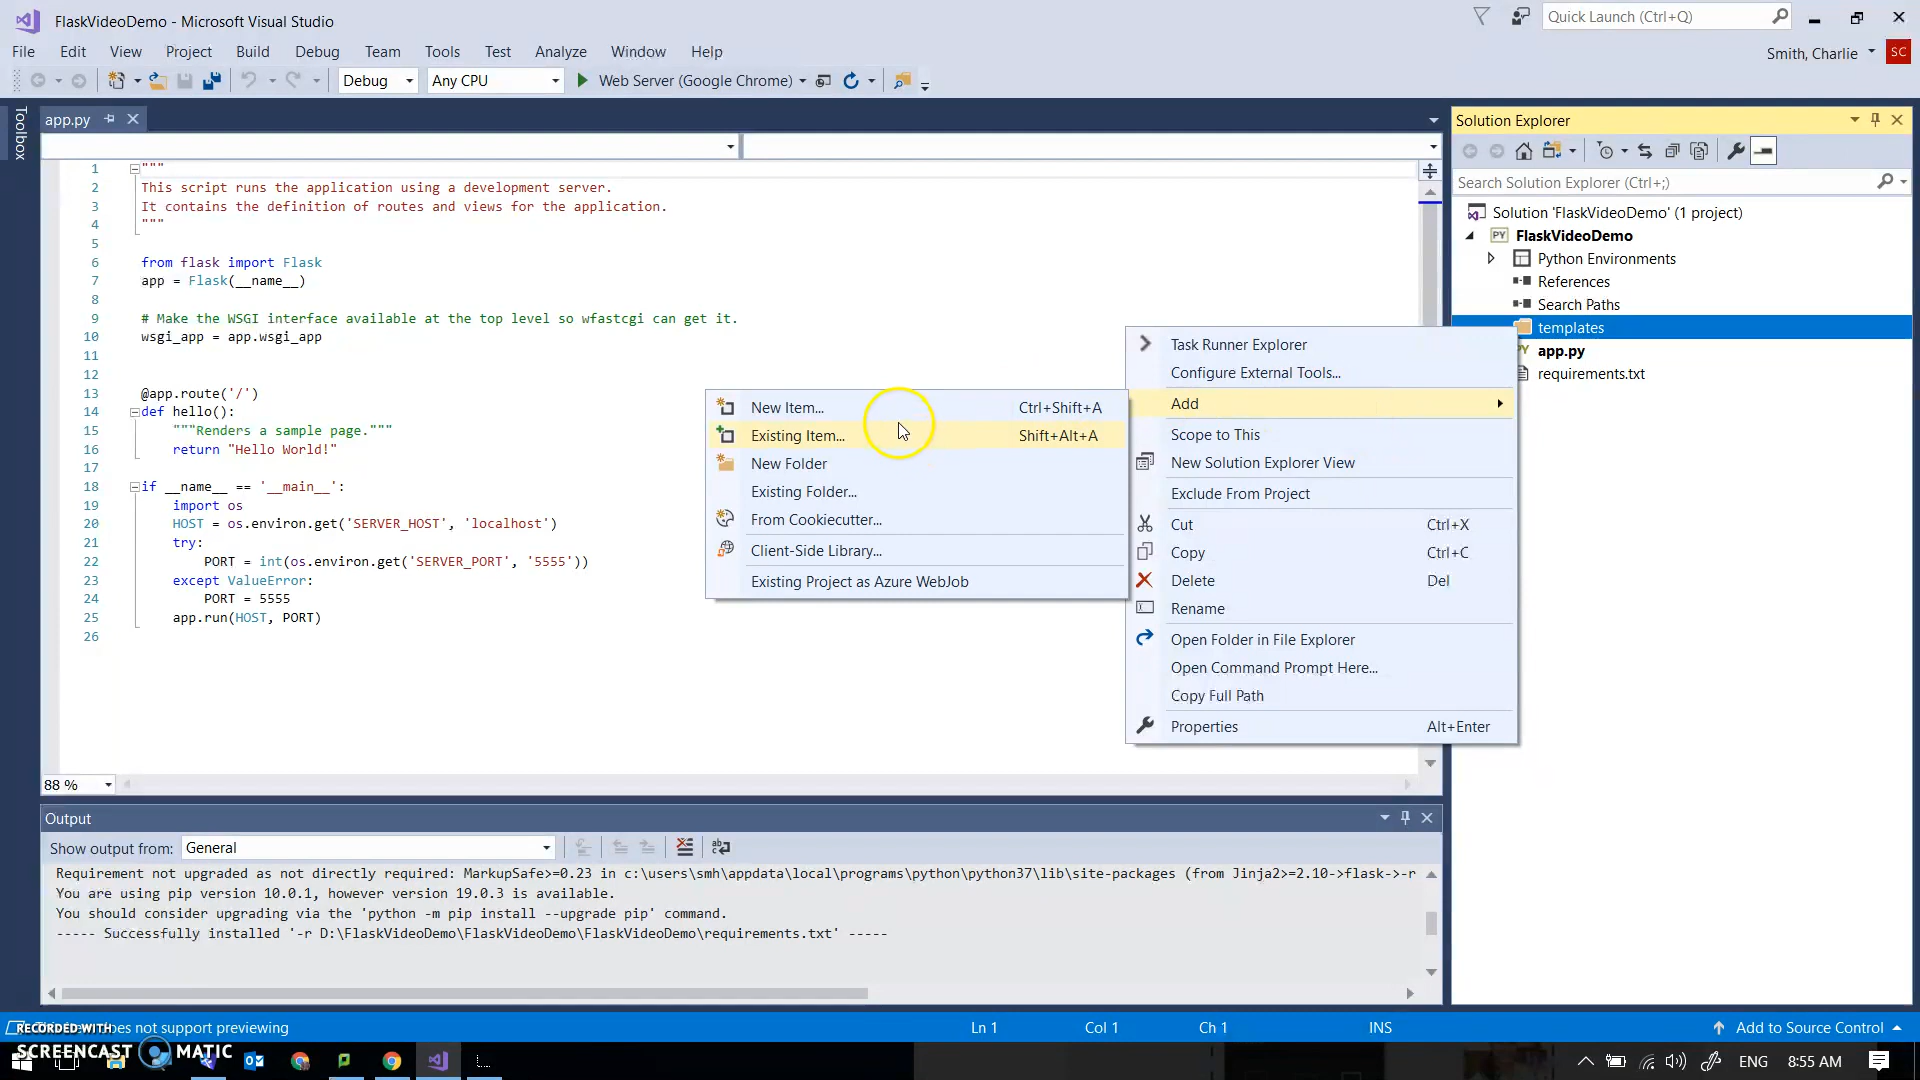 FlaskVideoDemo - Microsoft Visual Studio
Quick Launch (Ctrl+Q)
File Edit View Project Build Debug Team Tools Test Analyze Window Help
Smith, Charlie
SC
Debug
Any CPU
Web Server (Google Chrome)
Toolbox
app.py
1 """
2 This script runs the application using a development server.
3 It contains the definition of routes and views for the application.
4 """
5
6 from flask import Flask
7 app = Flask(__name__)
8
9 # Make the WSGI interface available at the top level so wfastcgi can get it.
10 wsgi_app = app.wsgi_app
11
12
13 @app.route('/')
14 def hello():
15 """Renders a sample page."""
16 return "Hello World!"
17
18 if __name__ == '__main__':
19 import os
20 HOST = os.environ.get('SERVER_HOST', 'localhost')
21 try:
22 PORT = int(os.environ.get('SERVER_PORT', '5555'))
23 except ValueError:
24 PORT = 5555
25 app.run(HOST, PORT)
26
88 %
New Item... Ctrl+Shift+A
Existing Item... Shift+Alt+A
New Folder
Existing Folder...
From Cookiecutter...
Client-Side Library...
Existing Project as Azure WebJob
Task Runner Explorer
Configure External Tools...
Add
Scope to This
New Solution Explorer View
Exclude From Project
Cut Ctrl+X
Copy Ctrl+C
Delete Del
Rename
Open Folder in File Explorer
Open Command Prompt Here...
Copy Full Path
Properties Alt+Enter
Solution Explorer
Search Solution Explorer (Ctrl+;)
Solution 'FlaskVideoDemo' (1 project)
PY FlaskVideoDemo
Python Environments
References
Search Paths
templates
app.py
requirements.txt
Output
Show output from: General
Requirement not upgraded as not directly required: MarkupSafe>=0.23 in c:\users\smh\appdata\local\programs\python\python37\lib\site-packages (from Jinja2>=2.10->flask->-r
You are using pip version 10.0.1, however version 19.0.3 is available.
You should consider upgrading via the 'python -m pip install --upgrade pip' command.
----- Successfully installed '-r D:\FlaskVideoDemo\FlaskVideoDemo\FlaskVideoDemo\requirements.txt' -----
not support previewing
Ln 1 Col 1 Ch 1 INS
Add to Source Control
RECORDED WITH
SCREENCAST MATIC
ENG 8:55 AM